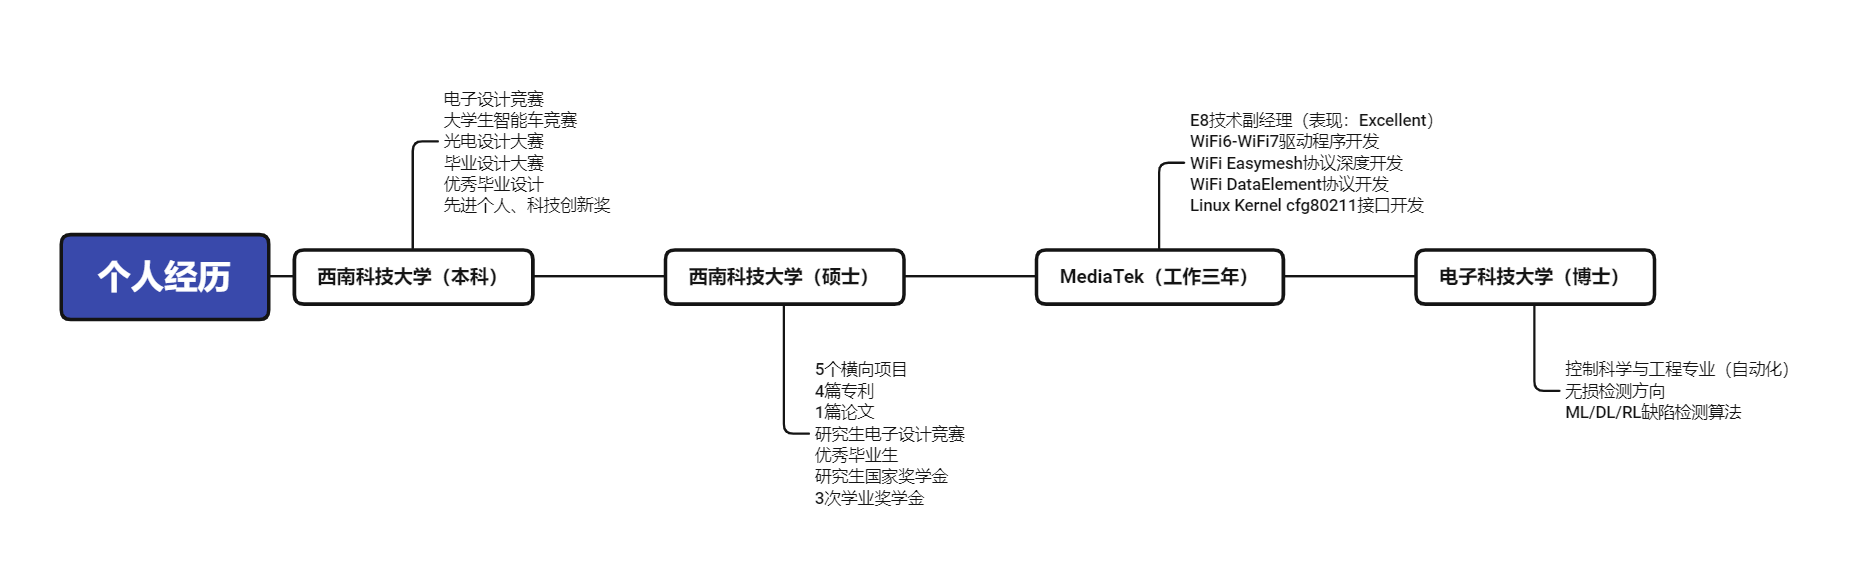 个人经历
西南科技大学（本科）
电子设计竞赛
大学生智能车竞赛
光电设计大赛
毕业设计大赛
优秀毕业设计
先进个人、科技创新奖
西南科技大学（硕士）
5个横向项目
4篇专利
1篇论文
研究生电子设计竞赛
优秀毕业生
研究生国家奖学金
3次学业奖学金
MediaTek（工作三年）
E8技术副经理（表现：Excellent）
WiFi6-WiFi7驱动程序开发
WiFi Easymesh协议深度开发
WiFi DataElement协议开发
Linux Kernel cfg80211接口开发
电子科技大学（博士）
控制科学与工程专业（自动化）
无损检测方向
ML/DL/RL缺陷检测算法